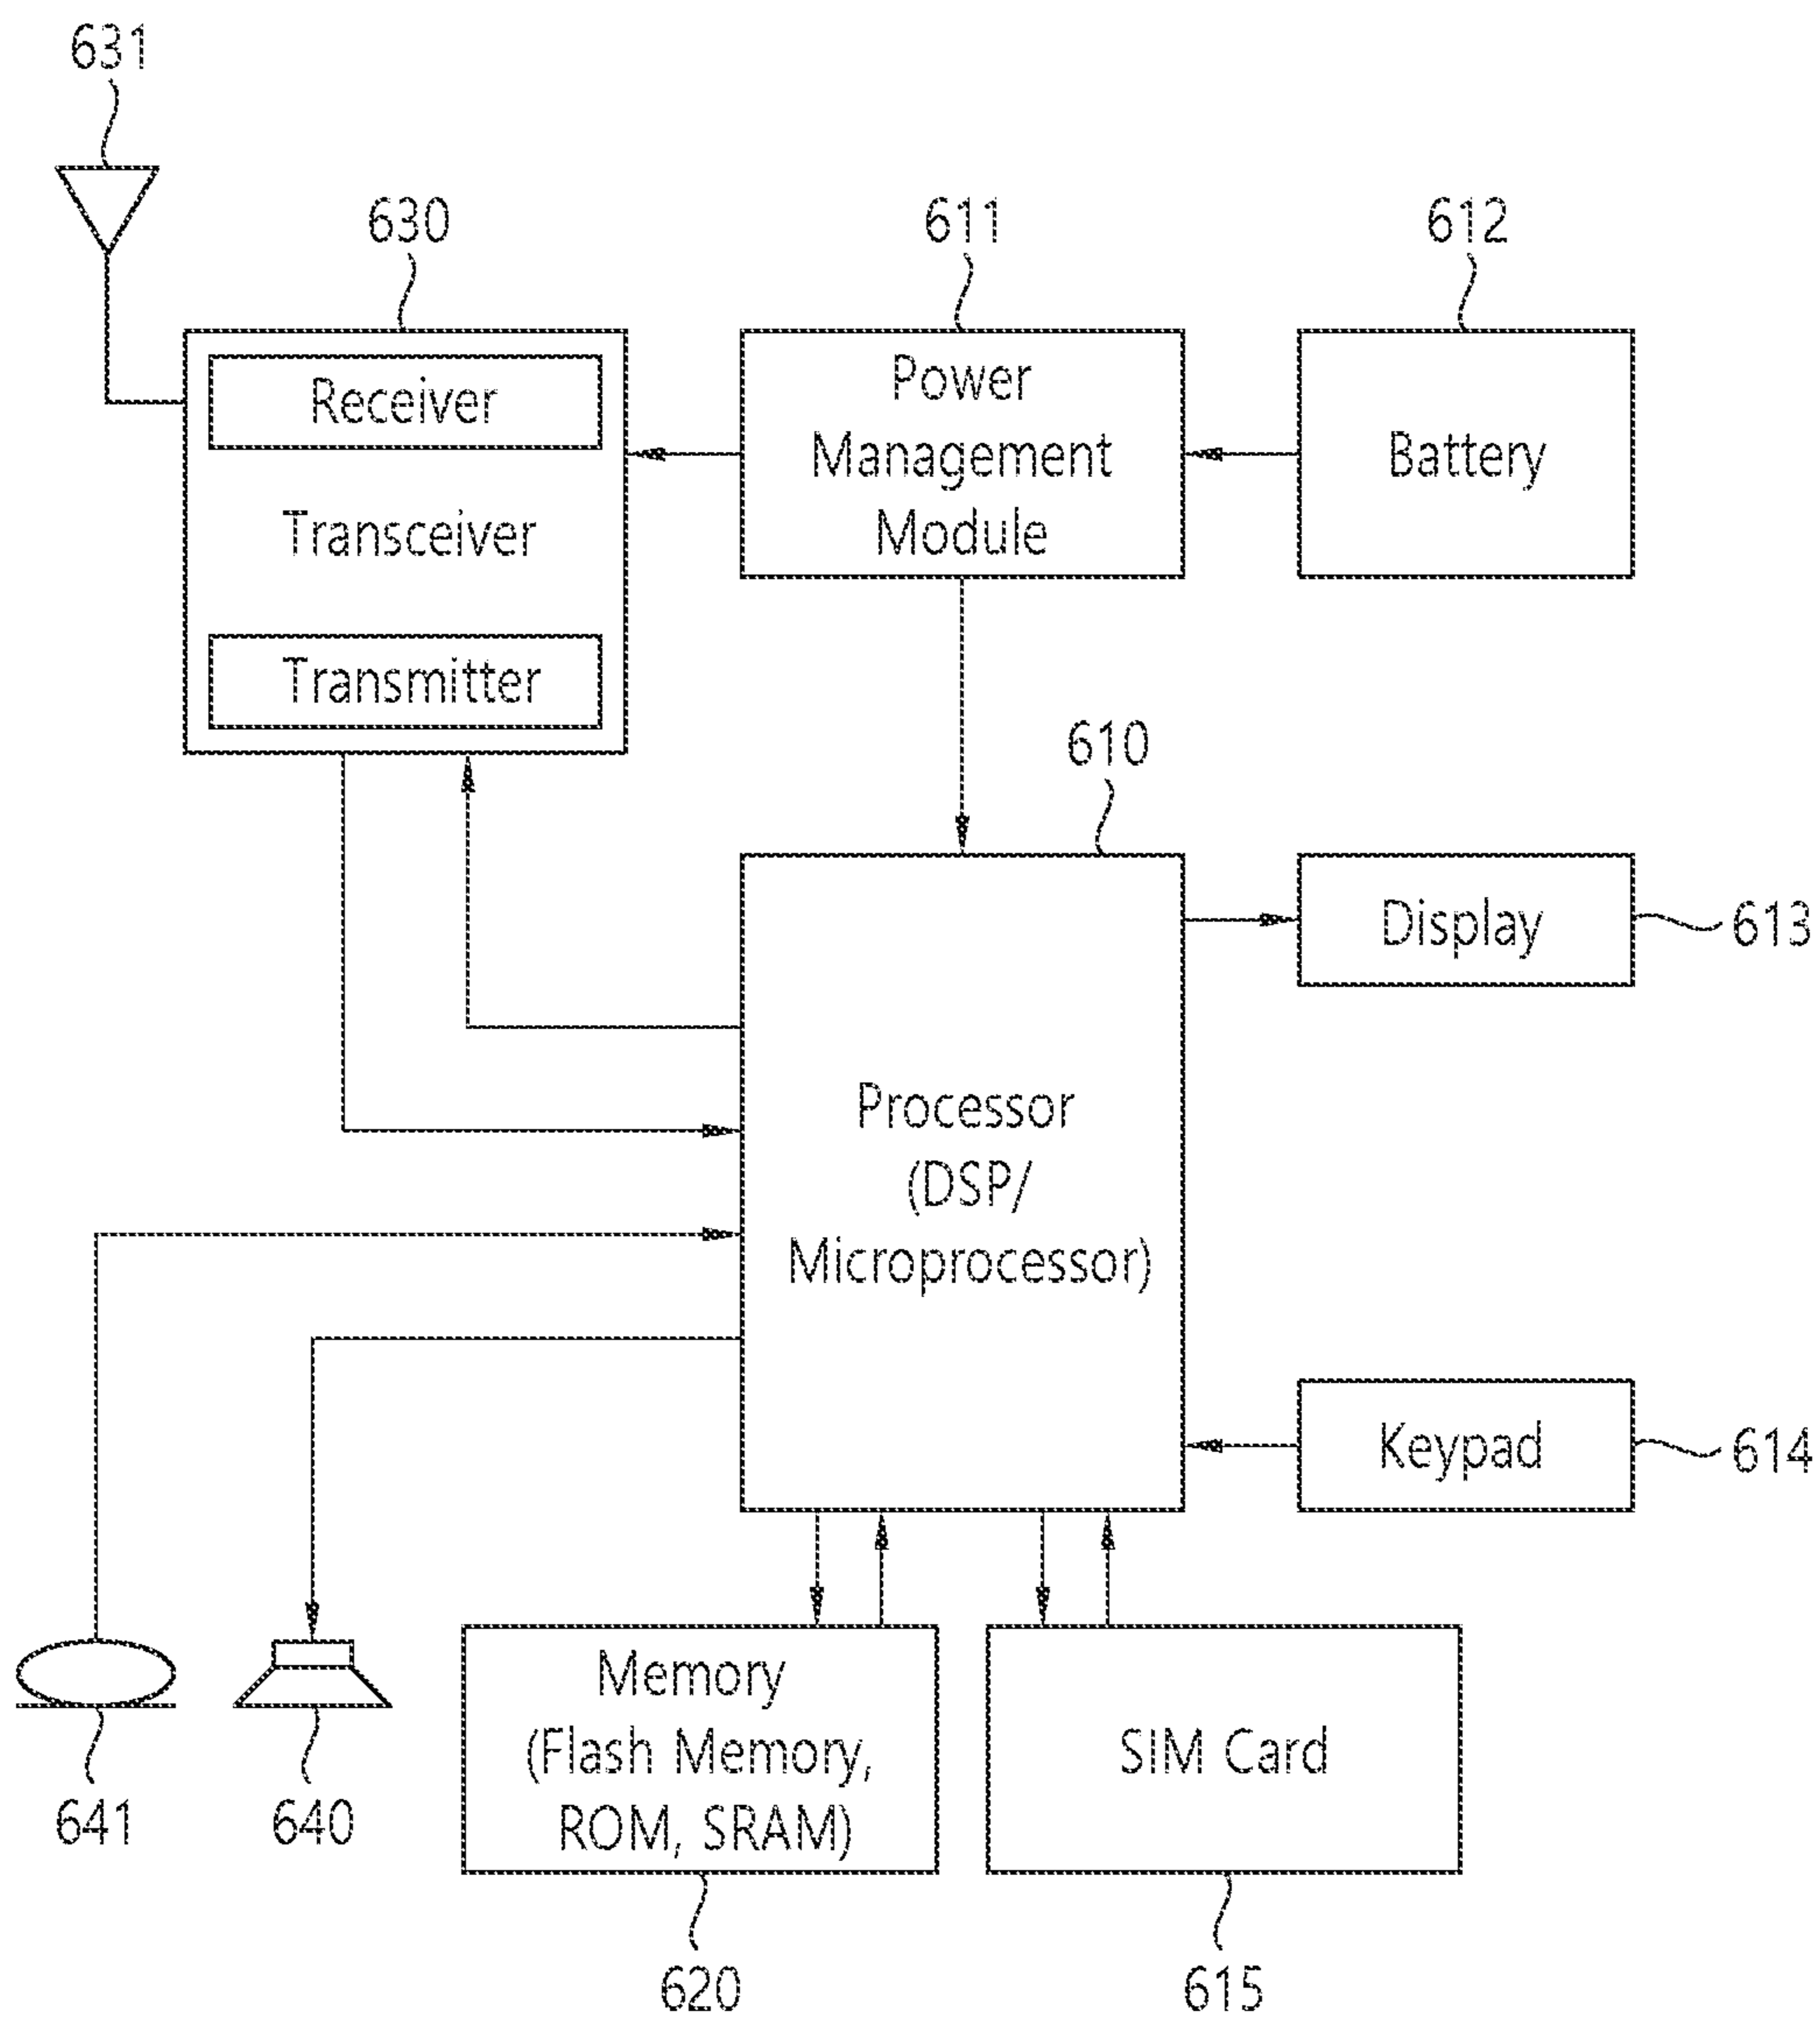 631
630
611
612
Receiver
Transceiver
Transmitter
Power
Management
Module
Battery
610
Display
613
Processor
(DSP/
Microprocessor)
Keypad
614
Memory
(Flash Memory,
ROM, SRAM)
SIM Card
641
640
620
615